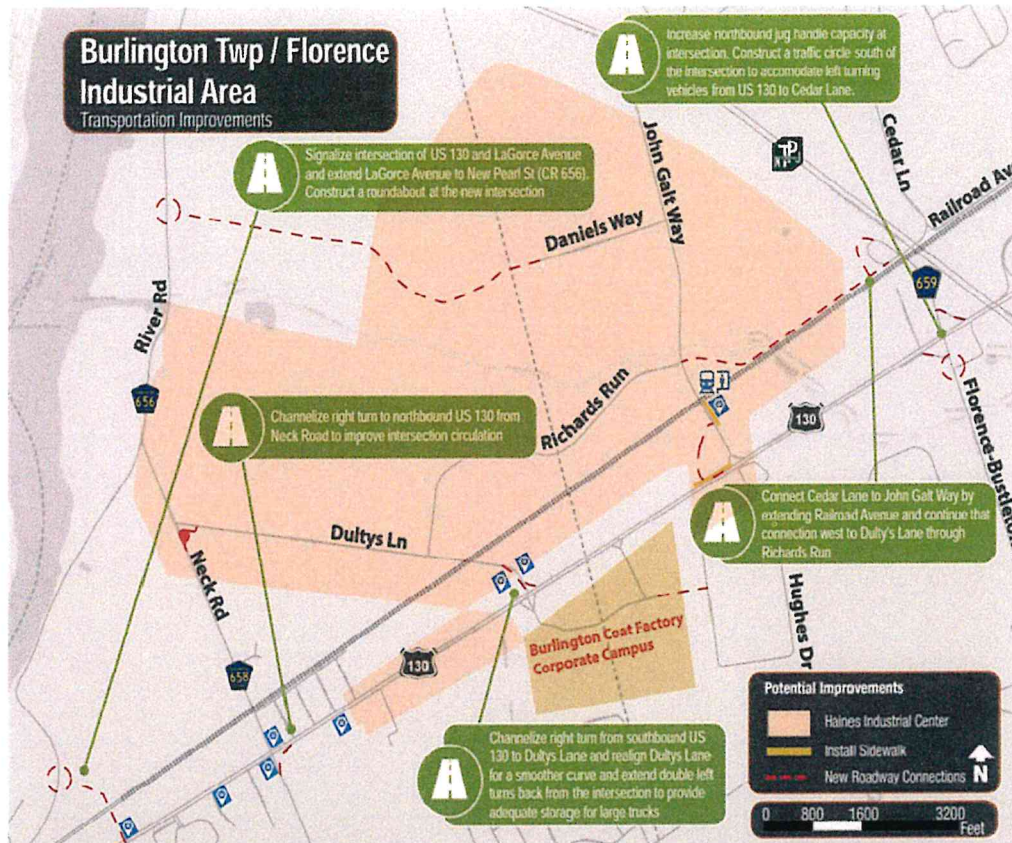 Burlington Twp / Florence
Industrial Area
Transportation Improvements
Increase northbound jug handle capacity at
intersection. Construct a traffic circle south of
the intersection to accomodate left turning
vehicles from US 130 to Cedar Lane.
Signalize intersection of US 130 and LaGorce Avenue
and extend LaGorce Avenue to New Pearl St (CR 656).
Construct a roundabout at the new intersection
John Galt Way
Cedar Ln
Railroad Av
Daniels Way
River Rd
659
656
Channelize right turn to northbound US 130 from
Neck Road to improve intersection circulation
Richards Run
130
Florence-Bustleton
Connect Cedar Lane to John Galt Way by
extending Railroad Avenue and continue that
connection west to Dulty's Lane through
Richards Run
Dultys Ln
Neck Rd
Hughes Dr
Burlington Coat Factory
Corporate Campus
130
658
Channelize right turn from southbound US
130 to Dultys Lane and realign Dultys Lane
for a smoother curve and extend double left
turns back from the intersection to provide
adequate storage for large trucks
Potential Improvements
Haines Industrial Center
Install Sidewalk
New Roadway Connections
N
0 800 1600 3200
Feet